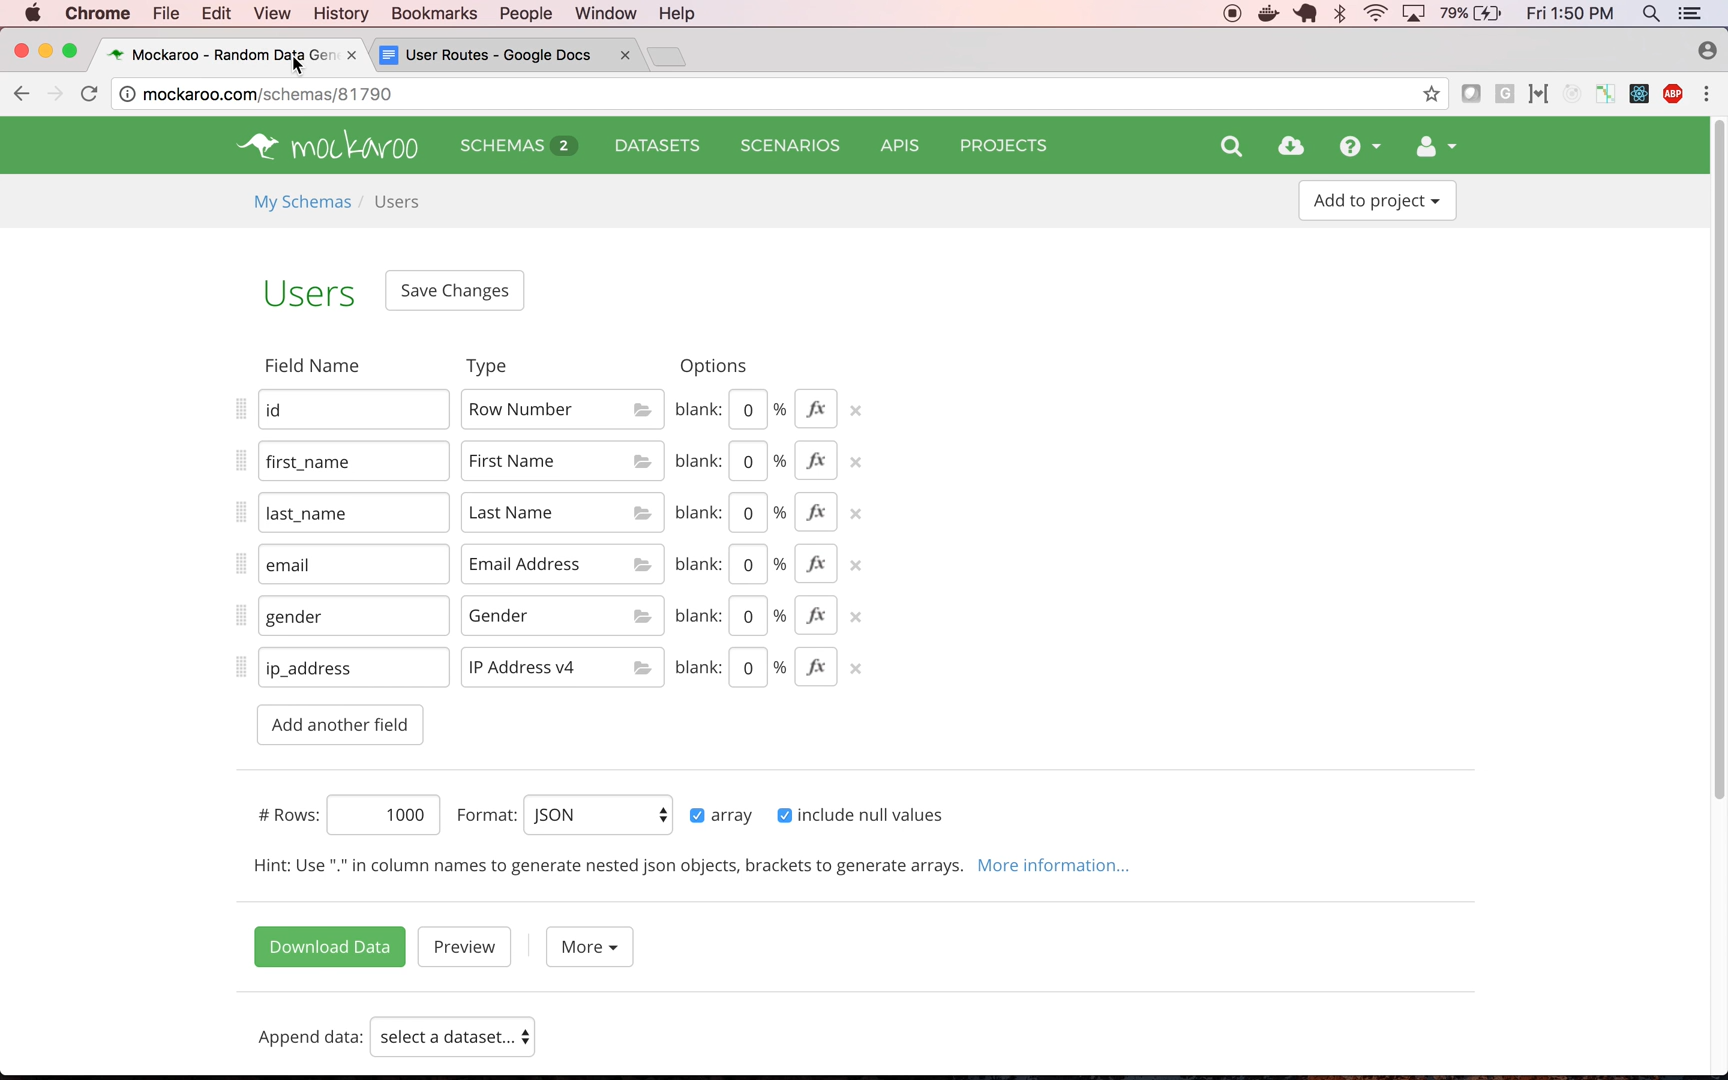 Chrome File Edit View History Bookmarks People Window Help 79% Fri 1:50 PM
Mockaroo - Random Data Gen User Routes - Google Docs
mockaroo.com/schemas/81790 G ABP
mockaroo SCHEMAS 2 DATASETS SCENARIOS APIS PROJECTS
My Schemas / Users Add to project
Users Save Changes
Field Name Type Options
id Row Number blank: 0 % fx
first_name First Name blank: 0 % fx
last_name Last Name blank: 0 % fx
email Email Address blank: 0 % fx
gender Gender blank: 0 % fx
ip_address IP Address v4 blank: 0 % fx
Add another field
# Rows: 1000 Format: JSON array include null values
Hint: Use "." in column names to generate nested json objects, brackets to generate arrays. More information...
Download Data Preview More
Append data: select a dataset...